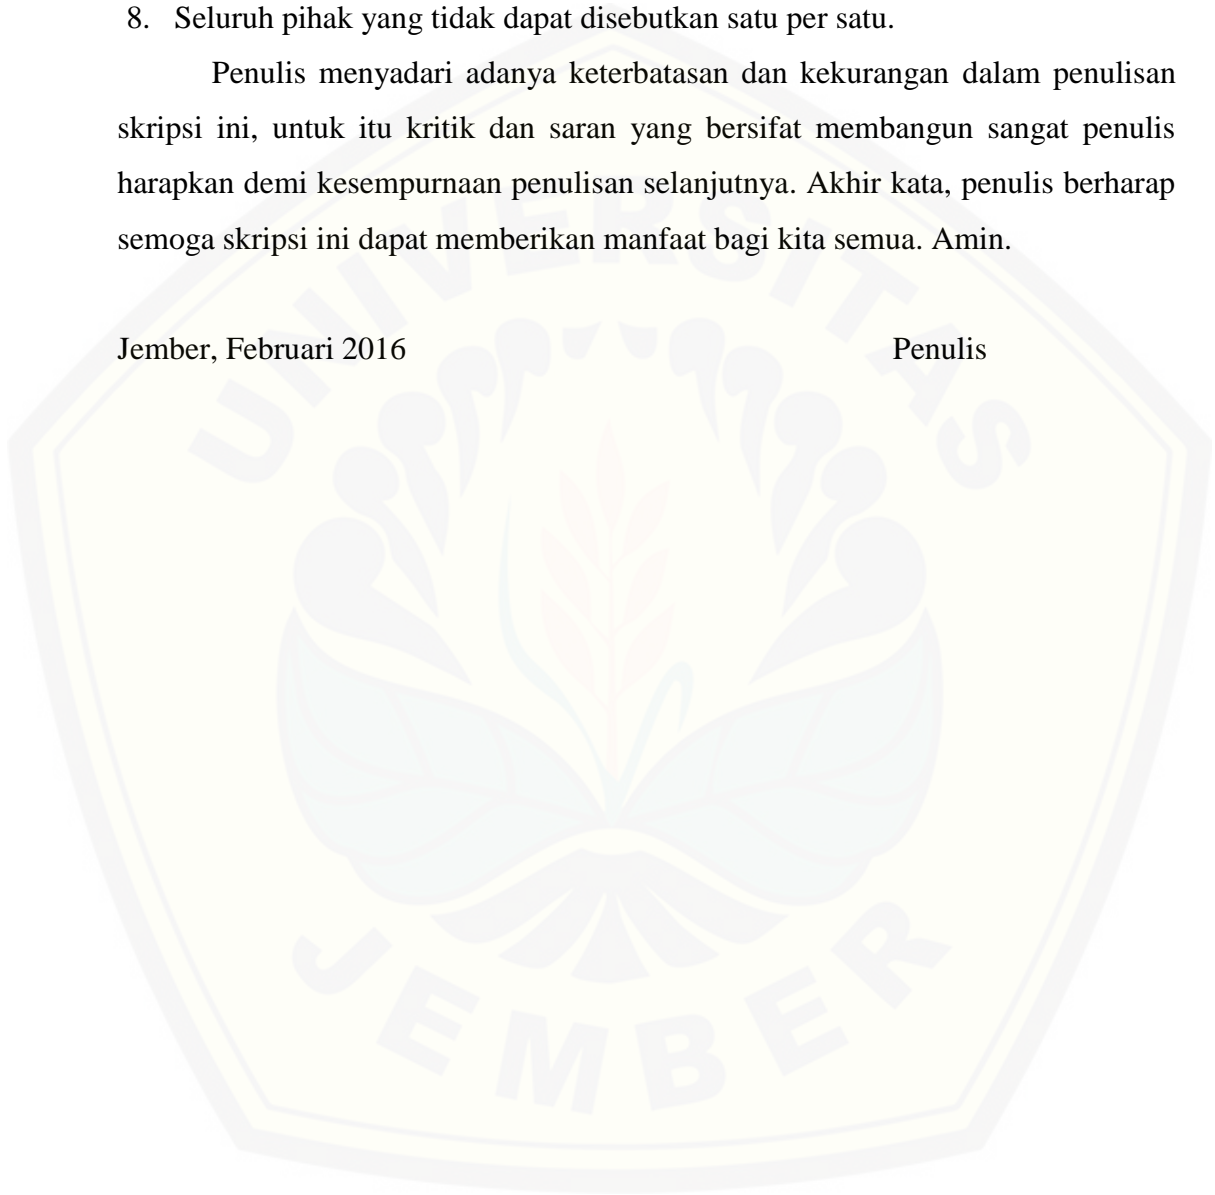 8. Seluruh pihak yang tidak dapat disebutkan satu per satu.
Penulis menyadari adanya keterbatasan dan kekurangan dalam penulisan
skripsi ini, untuk itu kritik dan saran yang bersifat membangun sangat penulis
harapkan demi kesempurnaan penulisan selanjutnya. Akhir kata, penulis berharap
semoga skripsi ini dapat memberikan manfaat bagi kita semua. Amin.
Jember, Februari 2016 Penulis
UNIVERSITAS
JEMBER